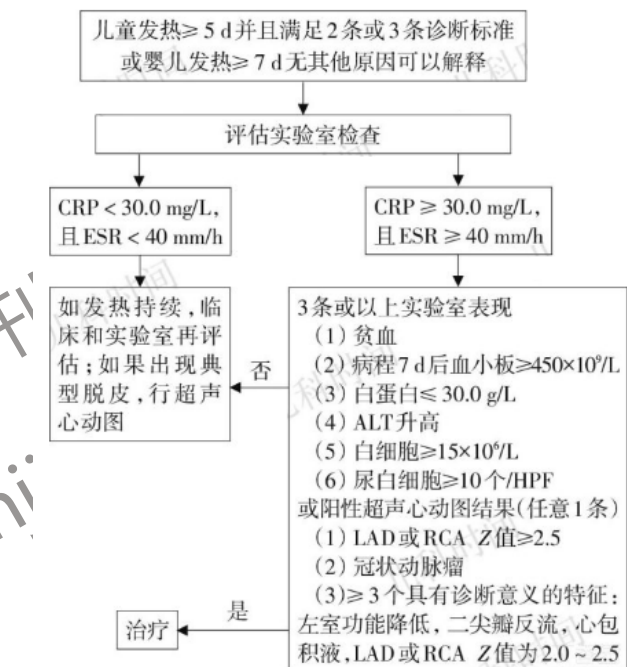 儿童发热≥5 d并且满足2条或3条诊断标准
或婴儿发热≥7 d无其他原因可以解释
评估实验室检查
CRP<30.0 mg/L,
且ESR<40 mm/h
CRP≥30.0 mg/L,
且ESR≥40 mm/h
如发热持续,临
床和实验室再评
估;如果出现典
型脱皮,行超声
心动图
否
3条或以上实验室表现
(1)贫血
(2)病程7 d后血小板≥450×10⁹/L
(3)白蛋白≤30.0 g/L
(4)ALT升高
(5)白细胞≥15×10⁶/L
(6)尿白细胞≥10个/HPF
或阳性超声心动图结果(任意1条)
(1)LAD或RCA Z值≥2.5
(2)冠状动脉瘤
(3)≥3个具有诊断意义的特征:
左室功能降低,二尖瓣反流,心包
积液,LAD或RCA Z值为2.0~2.5
是
治疗